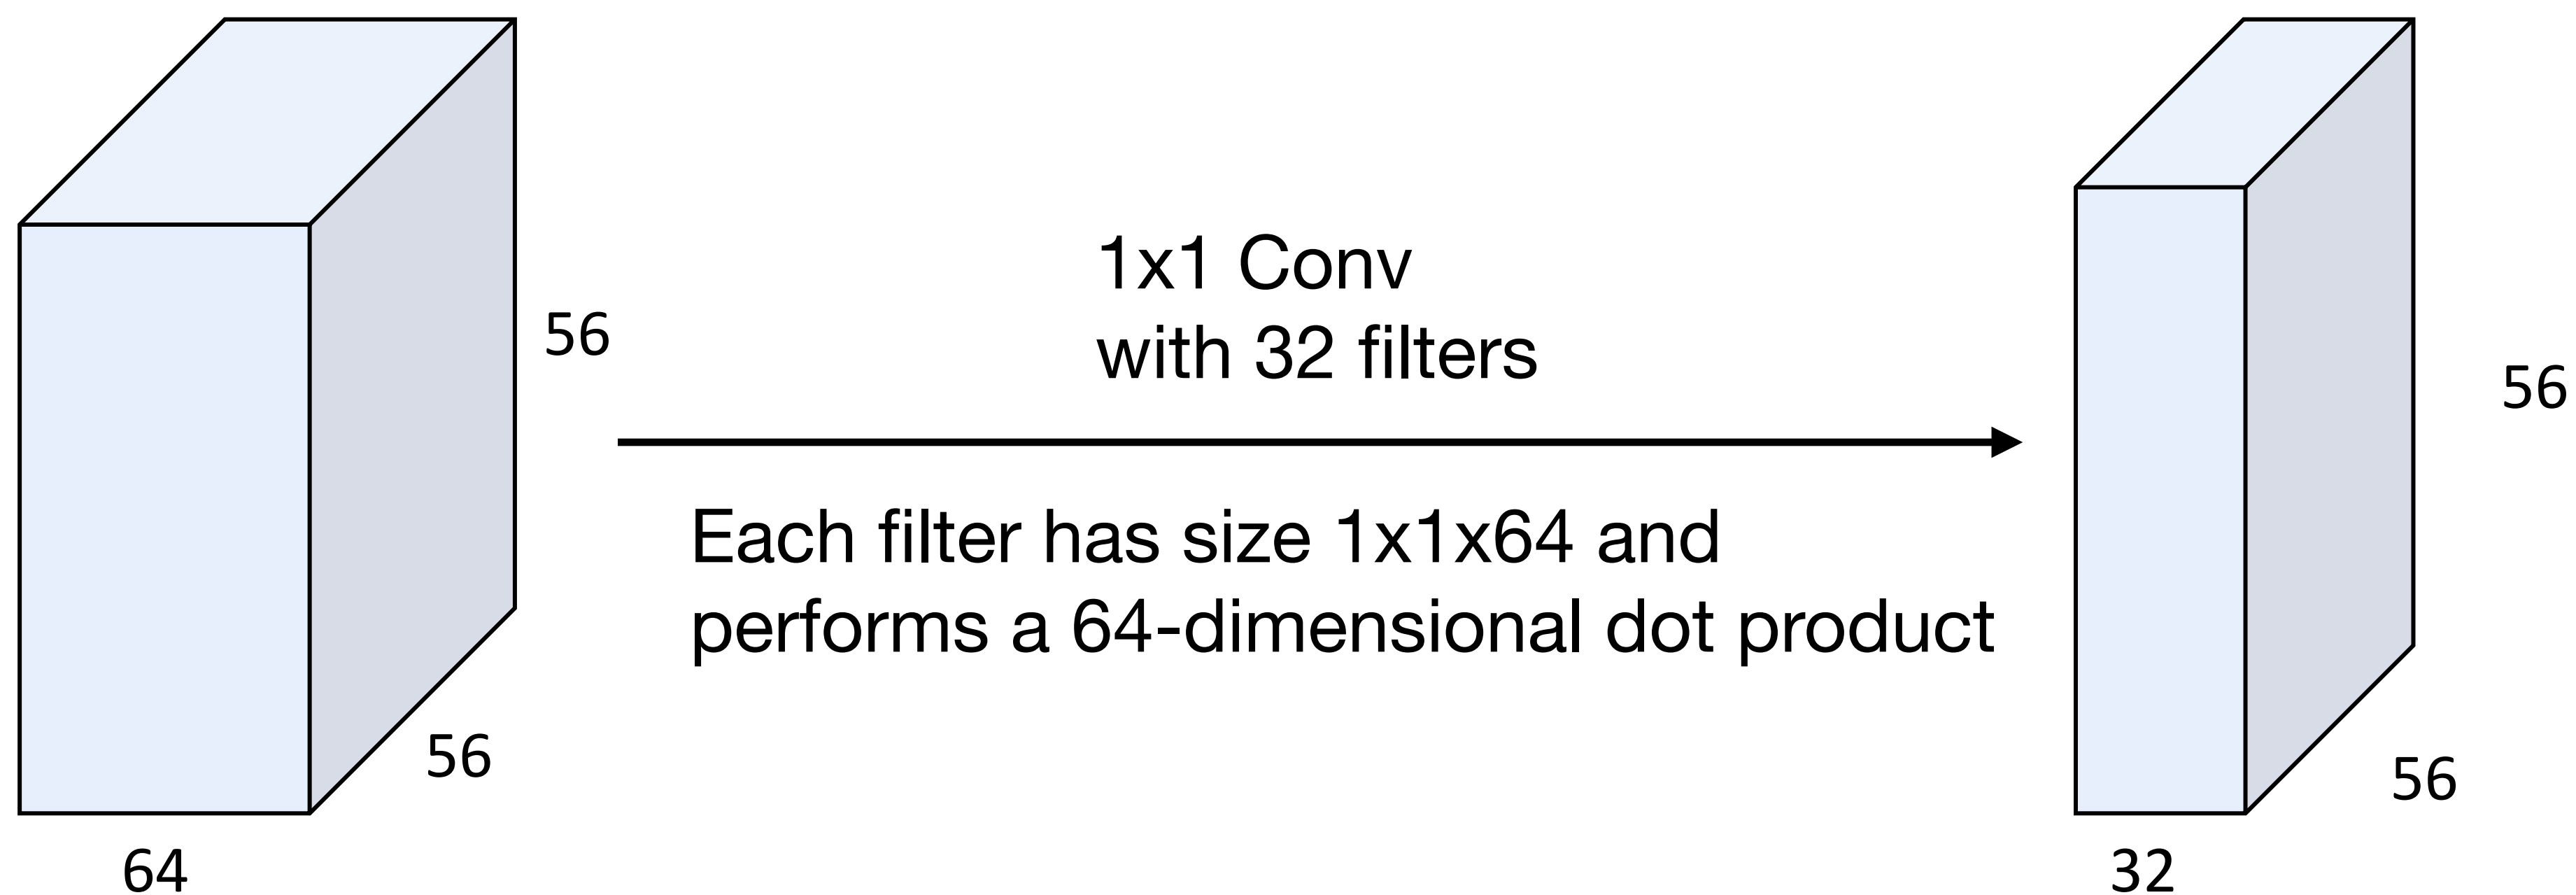 56
56
64
1x1 Conv
with 32 filters
Each filter has size 1x1x64 and
performs a 64-dimensional dot product
56
56
32